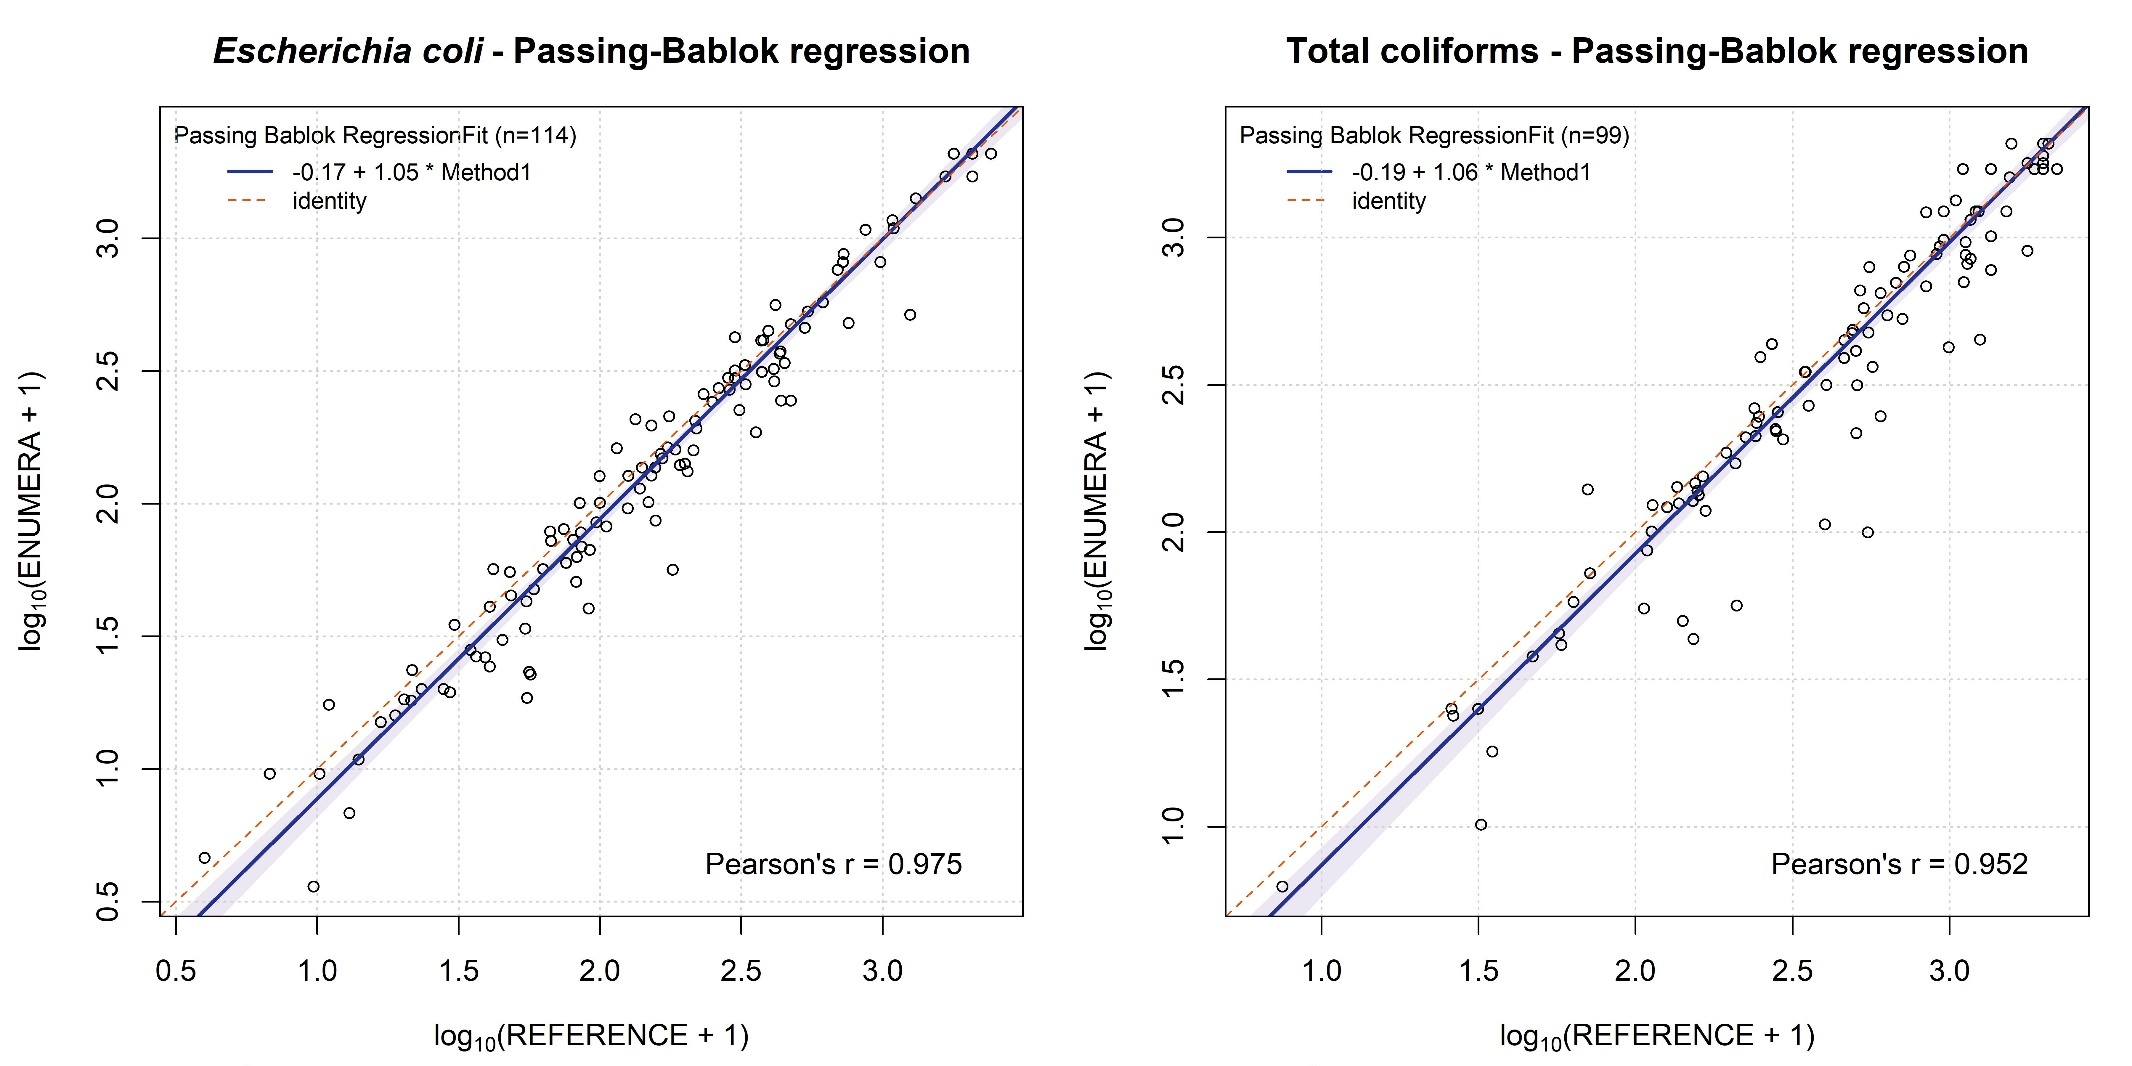 Escherichia coli - Passing-Bablok regression
Passing Bablok RegressionFit (n=114)
-0.17 + 1.05 * Method1
identity
log10(ENUMERA + 1)
3.0
2.5
2.0
1.5
1.0
0.5
Pearson's r = 0.975
0.5 1.0 1.5 2.0 2.5 3.0
log10(REFERENCE + 1)
Total coliforms - Passing-Bablok regression
Passing Bablok RegressionFit (n=99)
-0.19 + 1.06 * Method1
identity
log10(ENUMERA + 1)
3.0
2.5
2.0
1.5
1.0
Pearson's r = 0.952
1.0 1.5 2.0 2.5 3.0
log10(REFERENCE + 1)